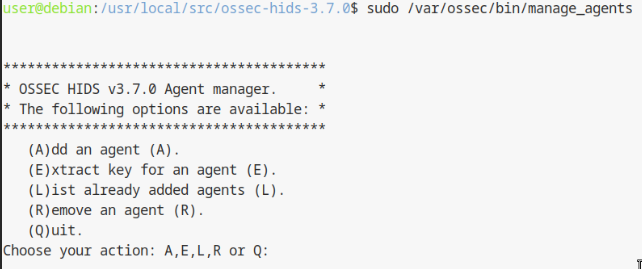 user@debian:/usr/local/src/ossec-hids-3.7.0$ sudo /var/ossec/bin/manage_agents
****************************************
* OSSEC HIDS v3.7.0 Agent manager.     *
* The following options are available: *
****************************************
   (A)dd an agent (A).
   (E)xtract key for an agent (E).
   (L)ist already added agents (L).
   (R)emove an agent (R).
   (Q)uit.
Choose your action: A,E,L,R or Q: